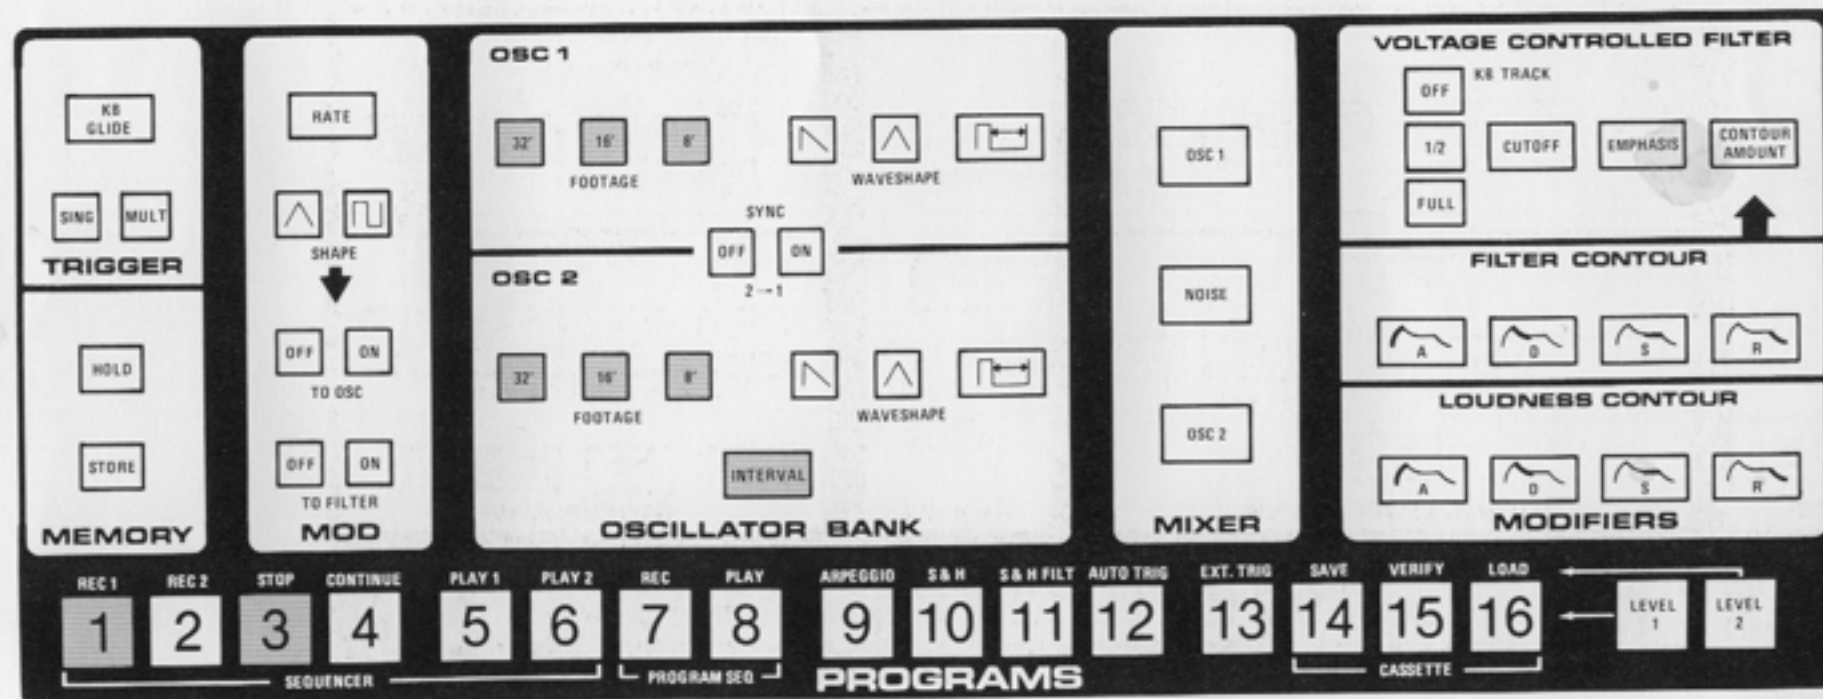 KB
GLIDE
SING MULT
TRIGGER
HOLD
STORE
MEMORY
RATE
SHAPE
OFF ON
TO OSC
OFF ON
TO FILTER
MOD
OSC 1
32' 16' 8'
FOOTAGE
WAVESHAPE
SYNC
OFF ON
2→1
OSC 2
32' 16' 8'
FOOTAGE
WAVESHAPE
INTERVAL
OSCILLATOR BANK
OSC 1
NOISE
OSC 2
MIXER
VOLTAGE CONTROLLED FILTER
KB TRACK
OFF
1/2
FULL
CUTOFF
EMPHASIS
CONTOUR
AMOUNT
FILTER CONTOUR
A D S R
LOUDNESS CONTOUR
A D S R
MODIFIERS
REC 1 REC 2 STOP CONTINUE PLAY 1 PLAY 2 REC PLAY ARPEGGIO S & H S & H FILT AUTO TRIG EXT. TRIG SAVE VERIFY LOAD
1 2 3 4 5 6 7 8 9 10 11 12 13 14 15 16
LEVEL
1
LEVEL
2
SEQUENCER
PROGRAM SEQ
PROGRAMS
CASSETTE